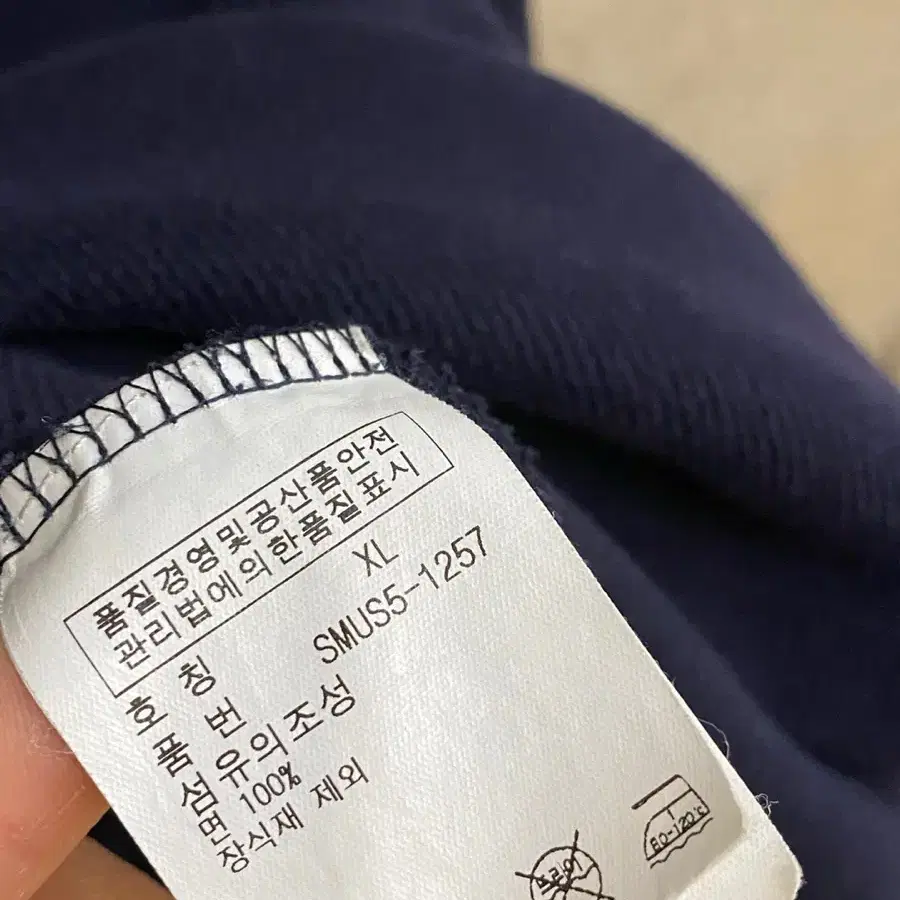 품질경영및공산품안전
관리법에의한품질표시
호 칭 XL
품 번 SMUS5-1257
섬유의조성
면 100%
장식재 제외
드라이
80-120℃